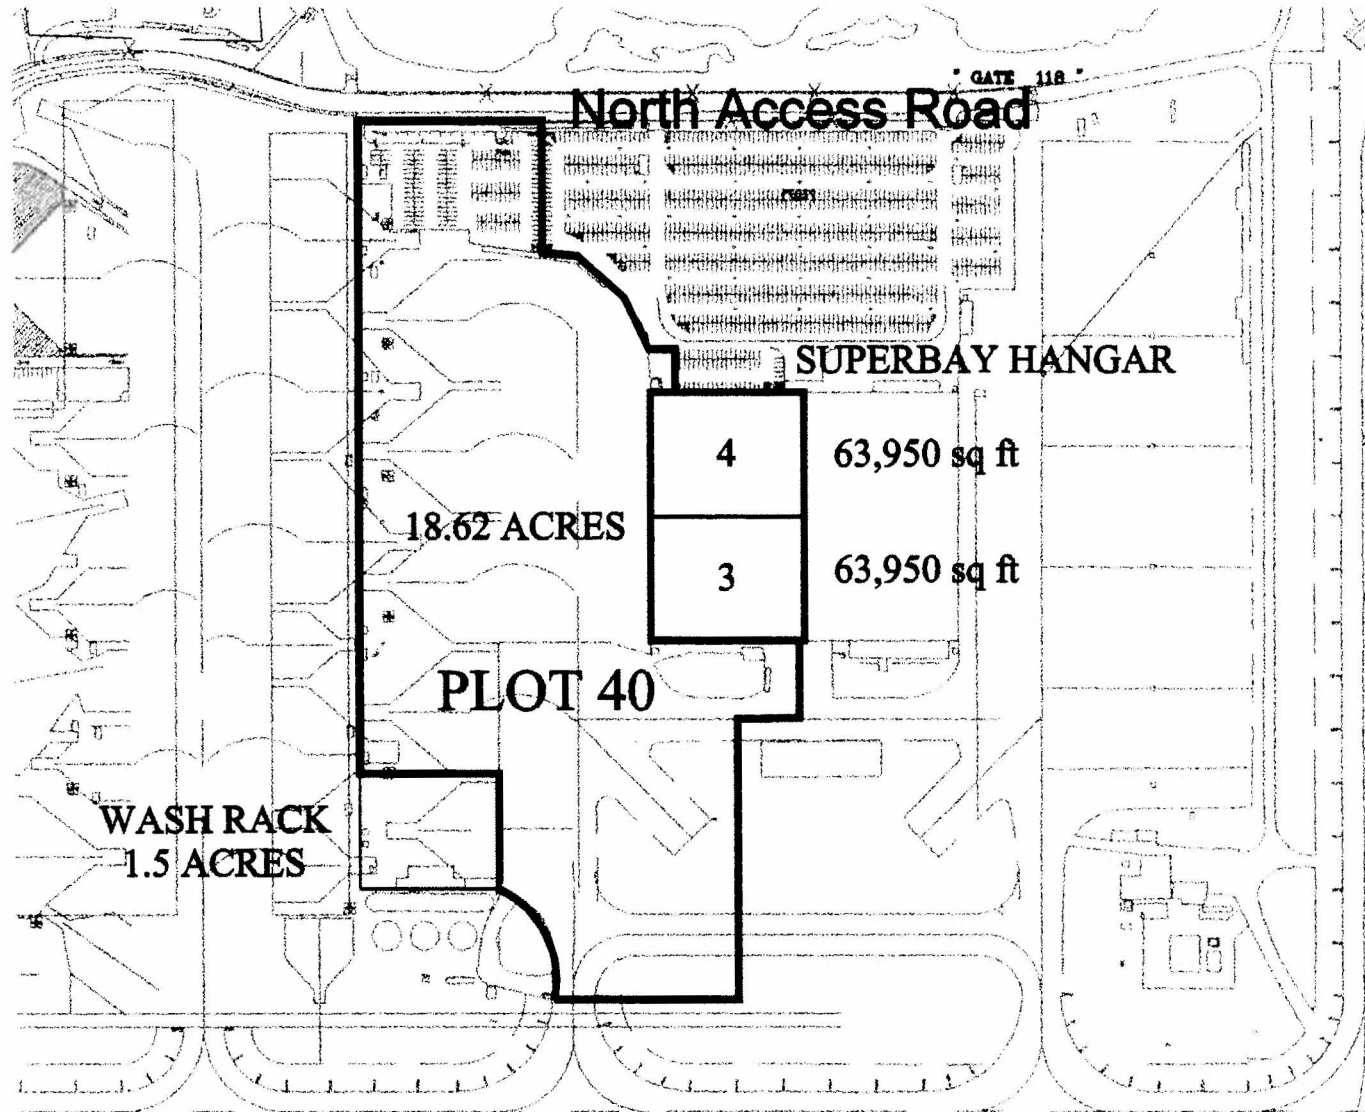 " GATE 118 "
North Access Road
SUPERBAY HANGAR
4 63,950 sq ft
18.62 ACRES
3 63,950 sq ft
PLOT 40
WASH RACK
1.5 ACRES